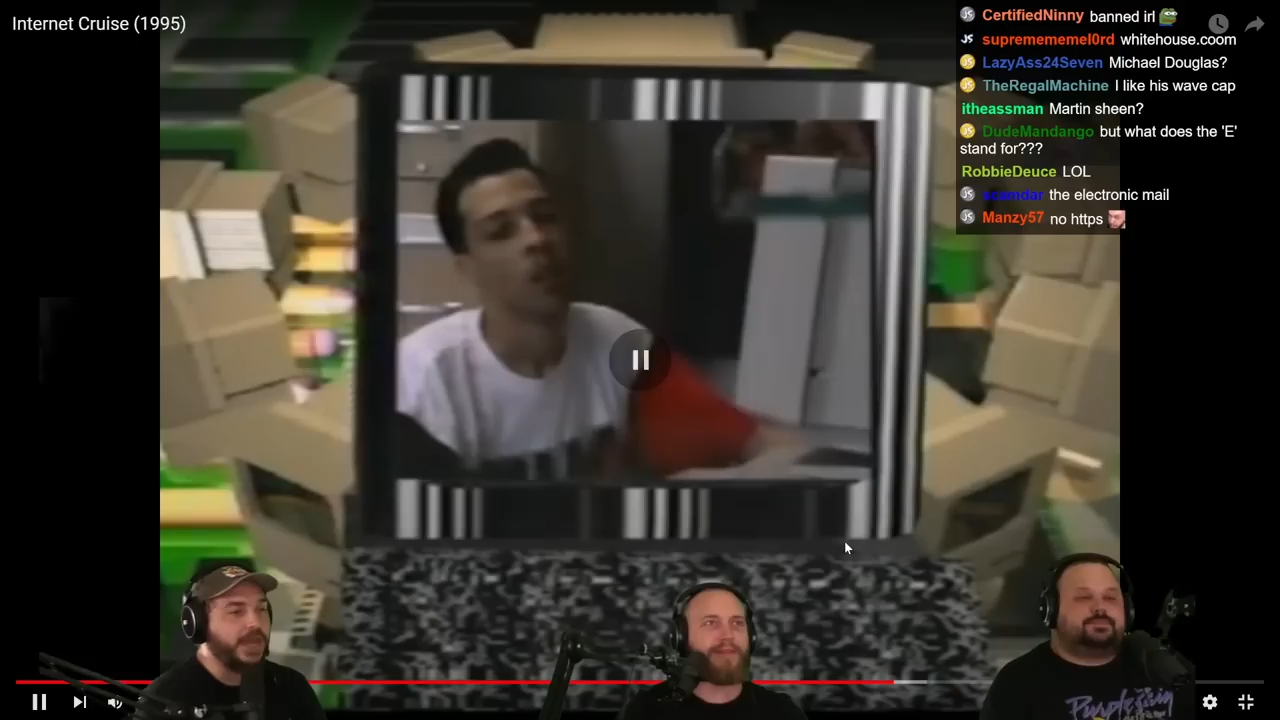 Internet Cruise (1995)
CertifiedNinny banned irl
supremememel0rd whitehouse.coom
LazyAss24Seven Michael Douglas?
TheRegalMachine I like his wave cap
itheassman Martin sheen?
DudeMandango but what does the 'E'
stand for???
RobbieDeuce LOL
scamdar the electronic mail
Manzy57 no https